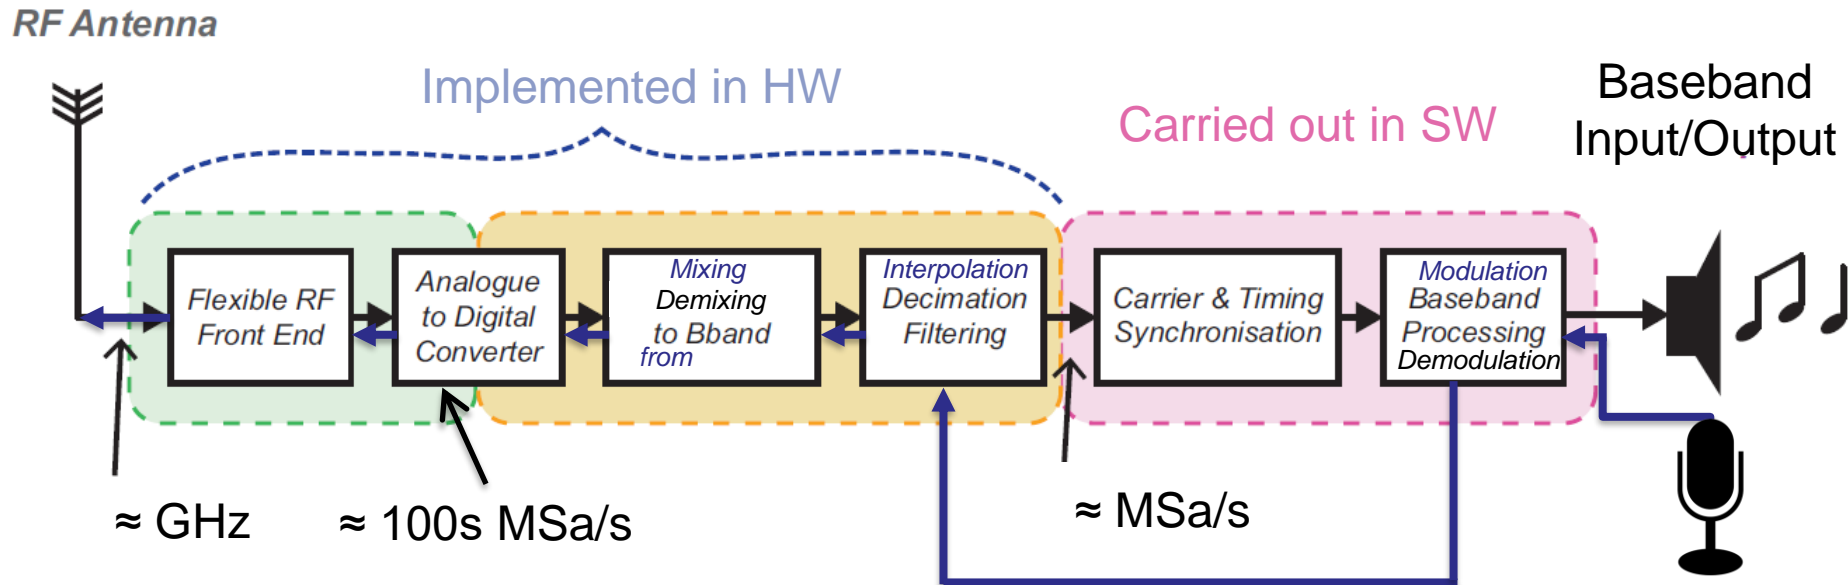 RF Antenna
Implemented in HW
Carried out in SW
Baseband
Input/Output
Flexible RF
Front End
Analogue
to Digital
Converter
Mixing
Demixing
to Bband
from
Interpolation
Decimation
Filtering
Carrier & Timing
Synchronisation
Modulation
Baseband
Processing
Demodulation
≈ GHz
≈ 100s MSa/s
≈ MSa/s